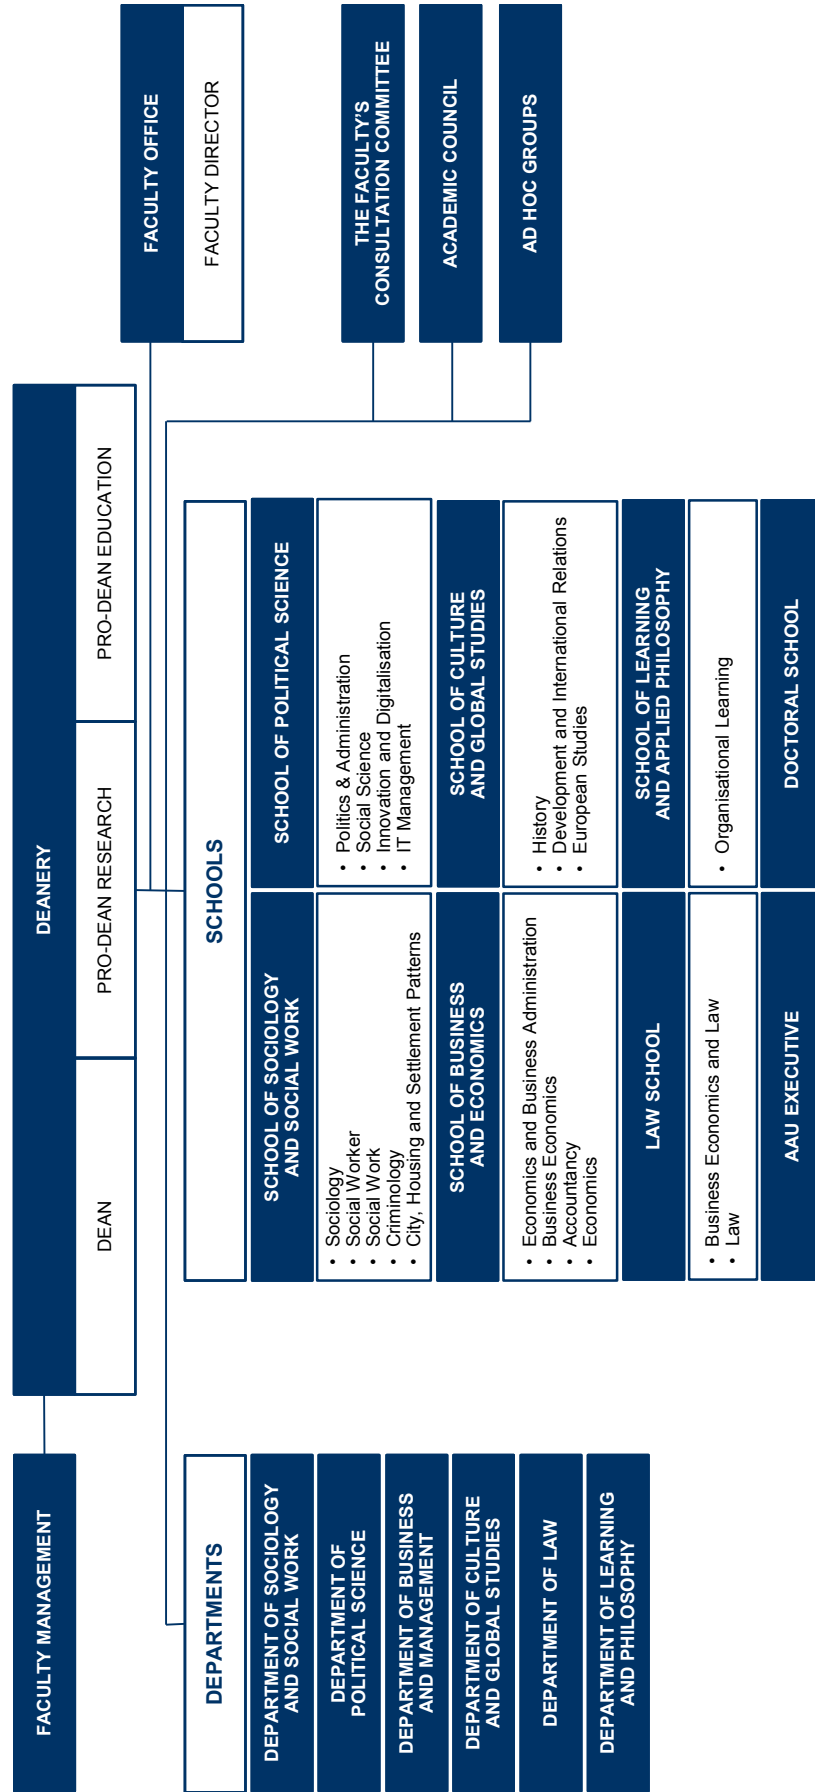 FACULTY MANAGEMENT
DEANERY
DEAN
PRO-DEAN RESEARCH
PRO-DEAN EDUCATION
FACULTY OFFICE
FACULTY DIRECTOR
DEPARTMENTS
DEPARTMENT OF SOCIOLOGY
AND SOCIAL WORK
DEPARTMENT OF
POLITICAL SCIENCE
DEPARTMENT OF BUSINESS
AND MANAGEMENT
DEPARTMENT OF CULTURE
AND GLOBAL STUDIES
DEPARTMENT OF LAW
DEPARTMENT OF LEARNING
AND PHILOSOPHY
SCHOOLS
SCHOOL OF SOCIOLOGY
AND SOCIAL WORK
• Sociology
• Social Worker
• Social Work
• Criminology
• City, Housing and Settlement Patterns
SCHOOL OF POLITICAL SCIENCE
• Politics & Administration
• Social Science
• Innovation and Digitalisation
• IT Management
SCHOOL OF BUSINESS
AND ECONOMICS
• Economics and Business Administration
• Business Economics
• Accountancy
• Economics
SCHOOL OF CULTURE
AND GLOBAL STUDIES
• History
• Development and International Relations
• European Studies
LAW SCHOOL
• Business Economics and Law
• Law
SCHOOL OF LEARNING
AND APPLIED PHILOSOPHY
• Organisational Learning
AAU EXECUTIVE
DOCTORAL SCHOOL
THE FACULTY'S
CONSULTATION COMMITTEE
ACADEMIC COUNCIL
AD HOC GROUPS